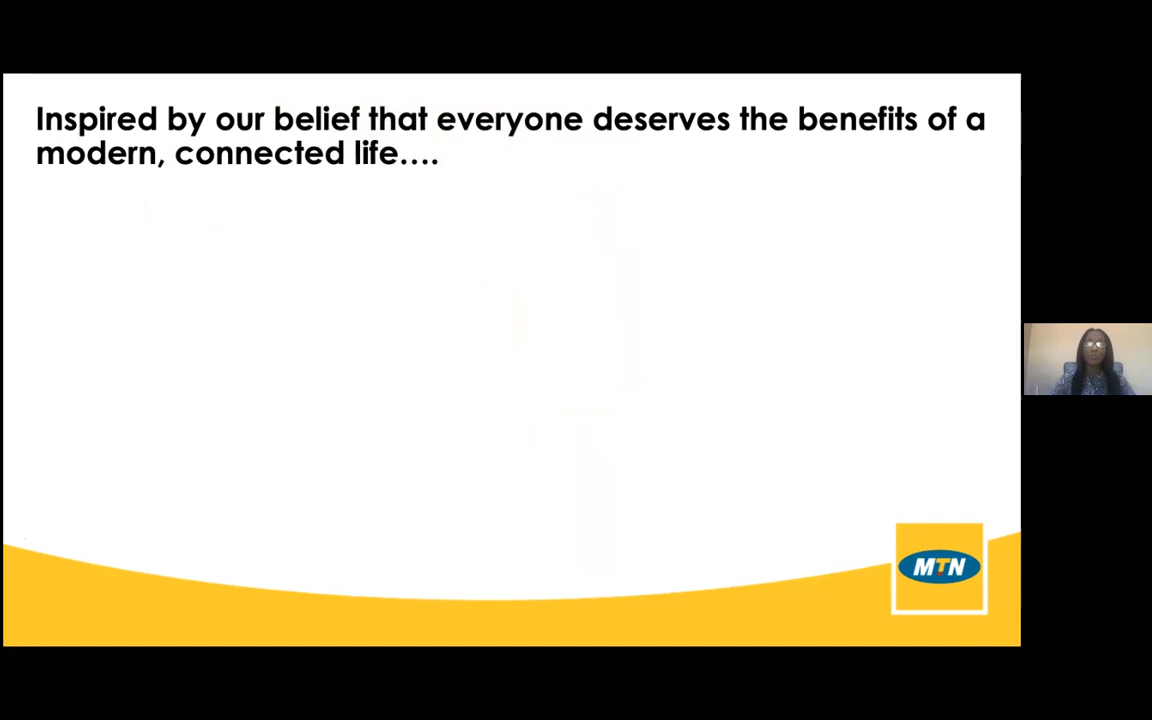 Inspired by our belief that everyone deserves the benefits of a
modern, connected life….
MTN